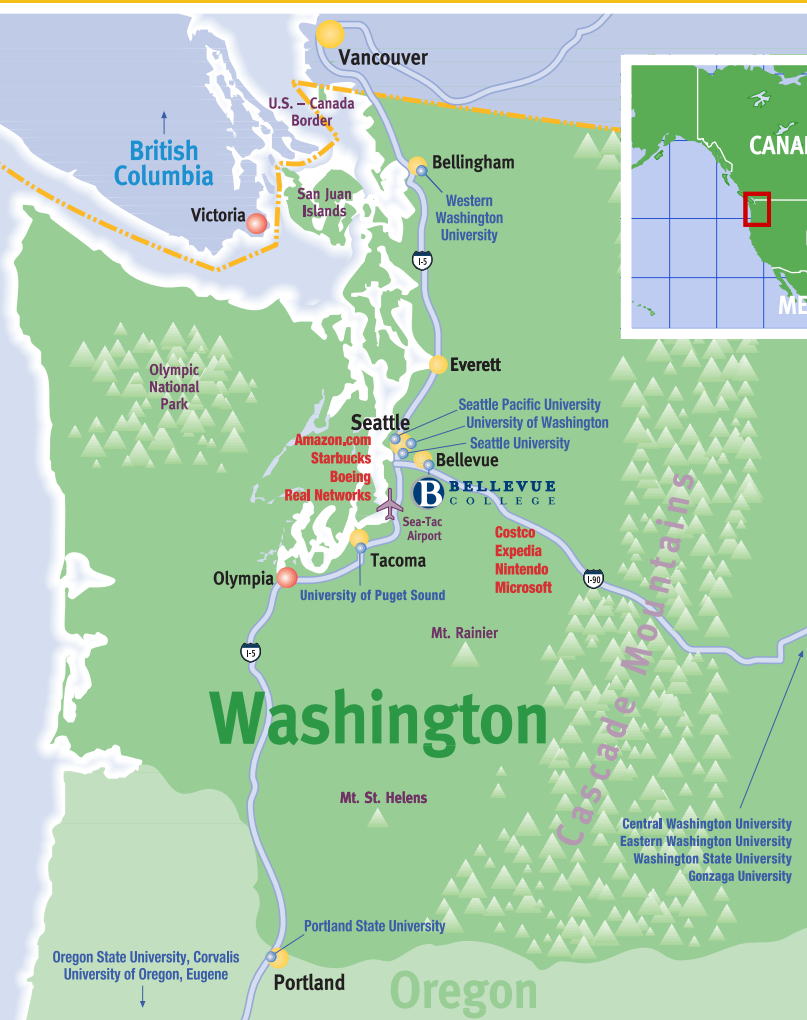 Vancouver
U.S. – Canada
Border
CANA
British
Columbia
Bellingham
San Juan
Islands
Western
Washington
University
Victoria
I-5
ME
Everett
Olympic
National
Park
Seattle Pacific University
University of Washington
Seattle University
Seattle
Amazon.com
Starbucks
Boeing
Real Networks
Bellevue
B BELLEVUE
COLLEGE
Sea-Tac
Airport
Costco
Expedia
Nintendo
Microsoft
Tacoma
Olympia
University of Puget Sound
I-90
Cascade Mountains
Mt. Rainier
I-5
Washington
Mt. St. Helens
Central Washington University
Eastern Washington University
Washington State University
Gonzaga University
Portland State University
Oregon State University, Corvalis
University of Oregon, Eugene
Portland
Oregon